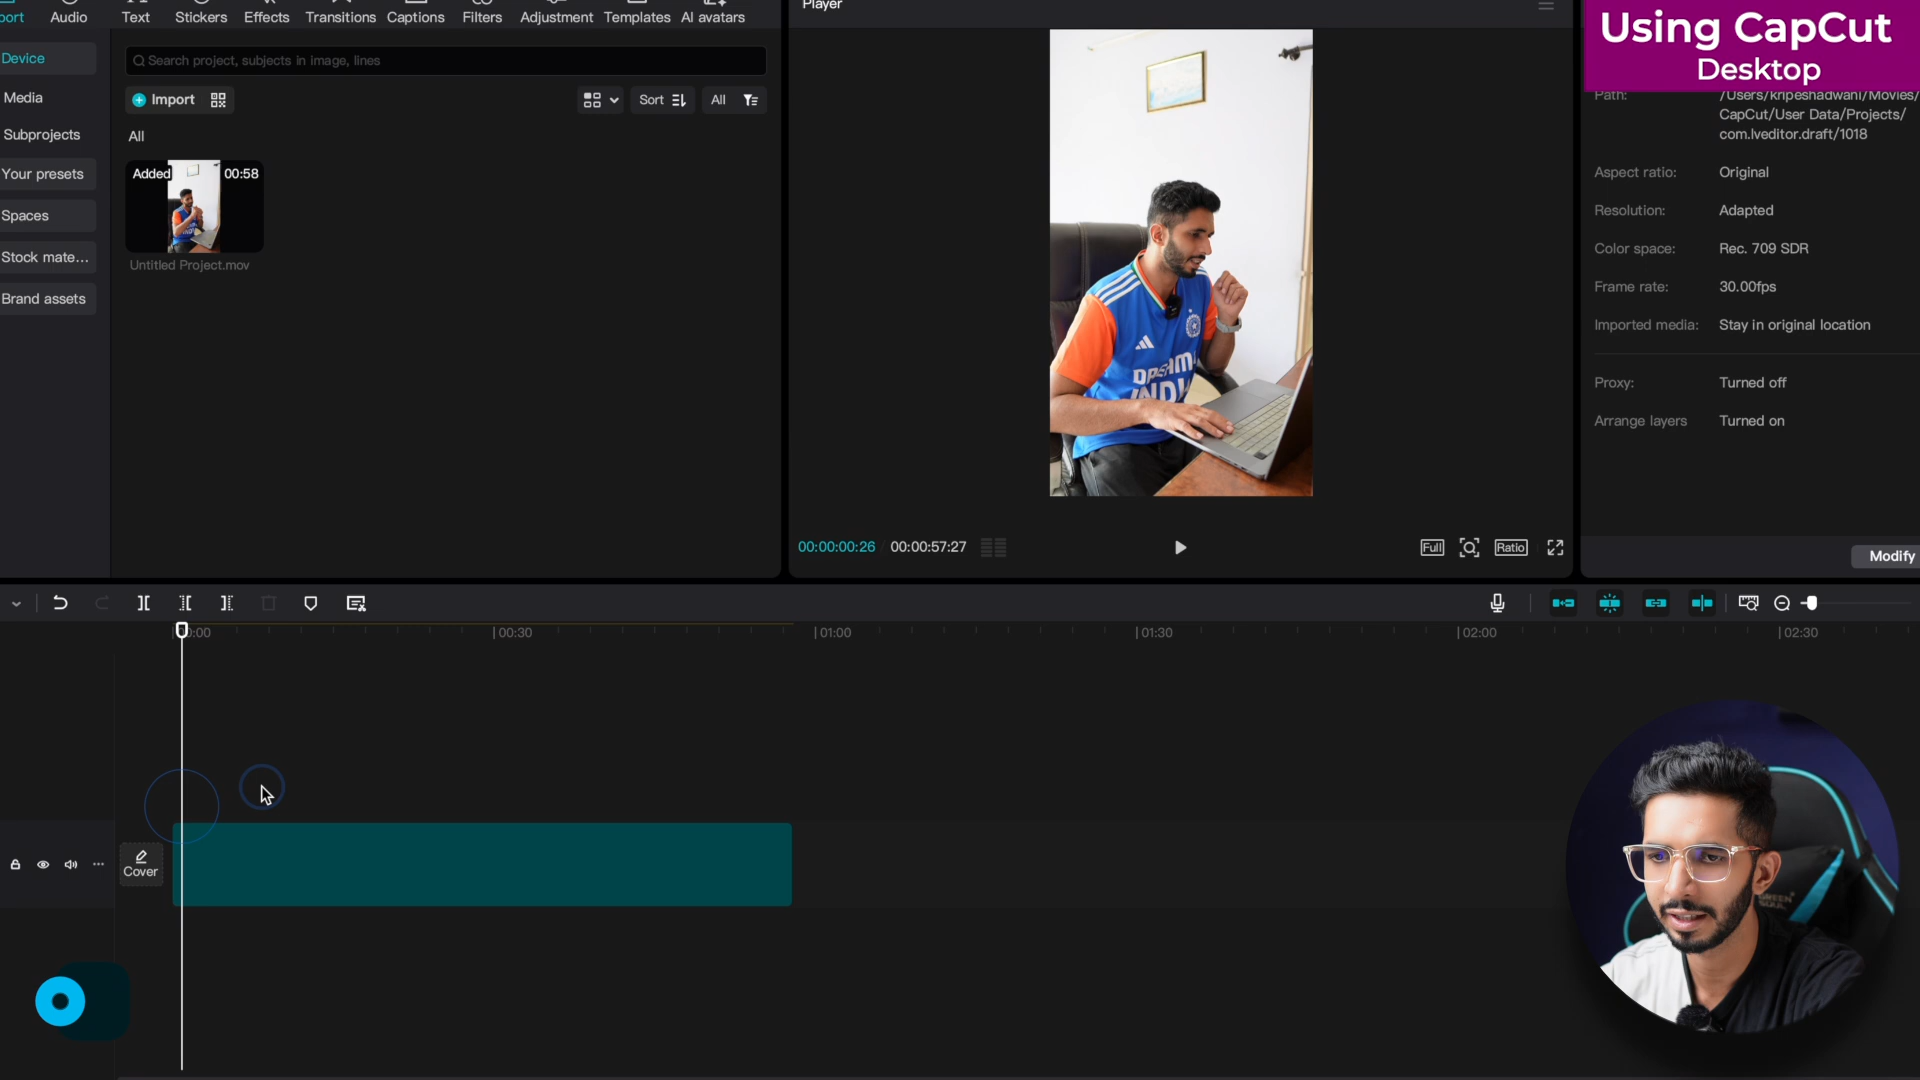 Audio
Text
Stickers
Effects
Transitions
Captions
Filters
Adjustment
Templates
AI avatars
Device
Media
Subprojects
Your presets
Spaces
Stock mate...
Brand assets
Search project, subjects in image, lines
Import
Sort
All
All
Added
00:58
Untitled Project.mov
Player
DREAM
INDIA
00:00:00:26
00:00:57:27
Full
Ratio
Using CapCut
Desktop
Path:
/Users/kripeshadwani/Movies/
CapCut/User Data/Projects/
com.lveditor.draft/1018
Aspect ratio:
Original
Resolution:
Adapted
Color space:
Rec. 709 SDR
Frame rate:
30.00fps
Imported media:
Stay in original location
Proxy:
Turned off
Arrange layers
Turned on
Modify
00:30
01:00
01:30
02:00
02:30
Cover
GREEN
SOUL